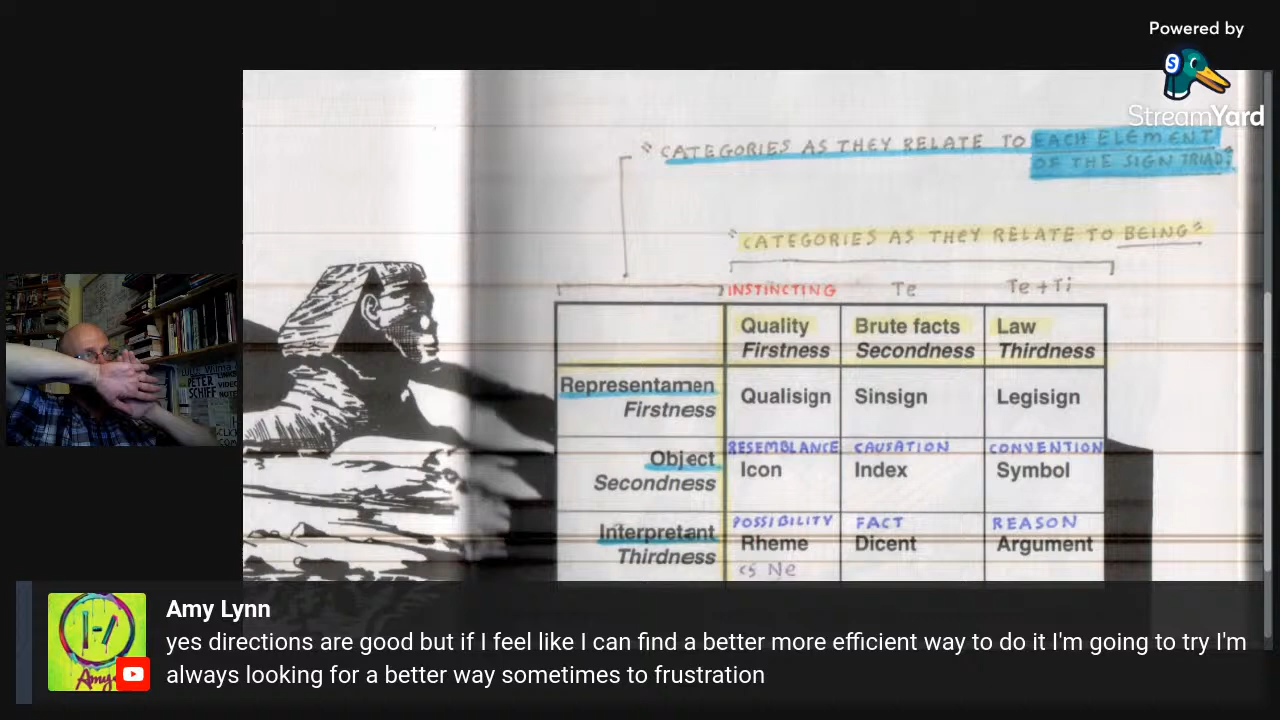 Powered by
StreamYard
"CATEGORIES AS THEY RELATE TO EACH ELEMENT
OF THE SIGN TRIAD."
"CATEGORIES AS THEY RELATE TO BEING"
INSTINCTING Te Te + Ti
Quality Brute facts Law
Firstness Secondness Thirdness
Representamen Qualisign Sinsign Legisign
Firstness
RESEMBLANCE CAUSATION CONVENTION
Object Icon Index Symbol
Secondness
POSSIBILITY FACT REASON
Interpretant Rheme Dicent Argument
Thirdness
Ne
PETER
SCHIFF
Amy Lynn
yes directions are good but if I feel like I can find a better more efficient way to do it I'm going to try I'm
always looking for a better way sometimes to frustration